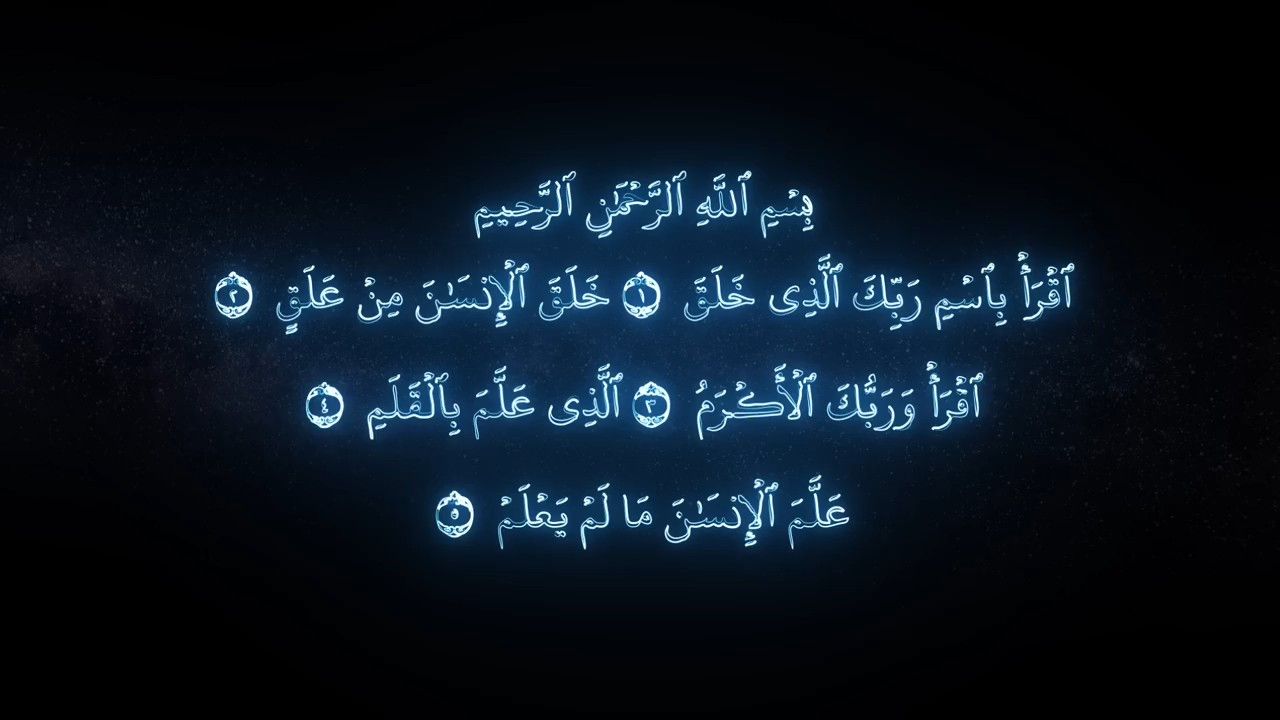 بِسْمِ ٱللَّهِ ٱلرَّحْمَٰنِ ٱلرَّحِيمِ
ٱقْرَأْ بِٱسْمِ رَبِّكَ ٱلَّذِى خَلَقَ ١ خَلَقَ ٱلْإِنسَٰنَ مِنْ عَلَقٍ ٢
ٱقْرَأْ وَرَبُّكَ ٱلْأَكْرَمُ ٣ ٱلَّذِى عَلَّمَ بِٱلْقَلَمِ ٤
عَلَّمَ ٱلْإِنسَٰنَ مَا لَمْ يَعْلَمْ ٥